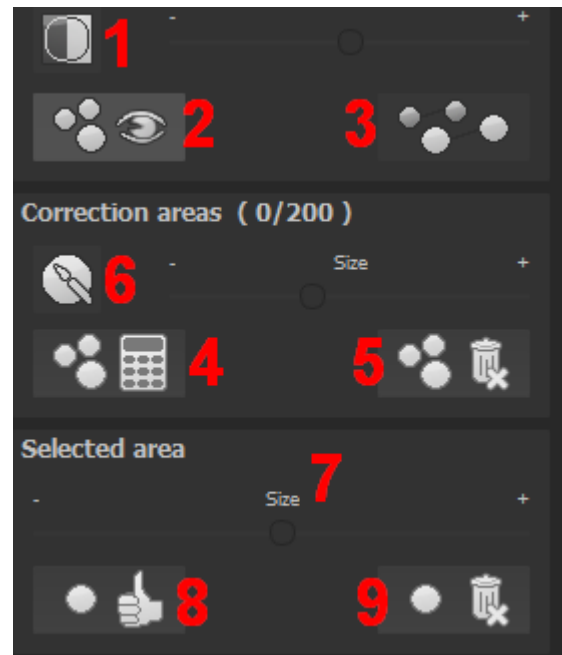 - +
1
2 3
Correction areas ( 0/200 )
6 - Size +
4 5
Selected area
7
- Size +
8 9